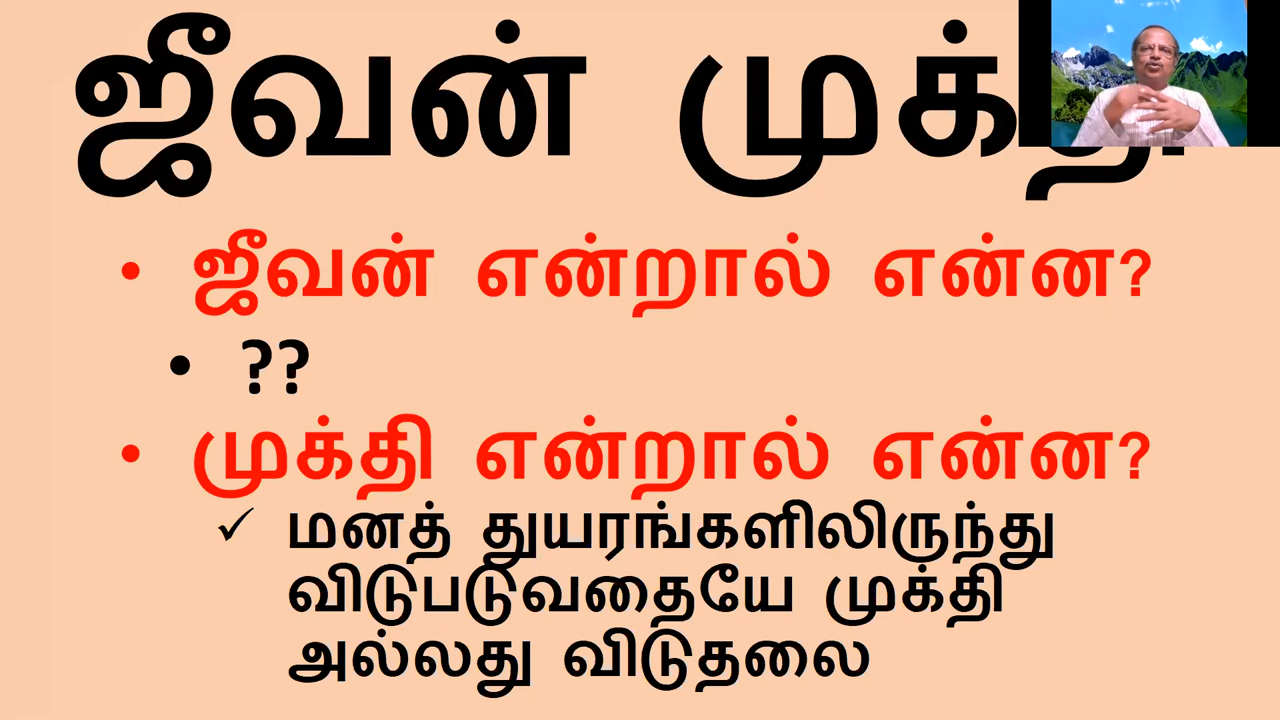 ஜீவன் முக்தி
• ஜீவன் என்றால் என்ன?
• ??
• முக்தி என்றால் என்ன?
✓ மனத் துயரங்களிலிருந்து
விடுபடுவதையே முக்தி
அல்லது விடுதலை